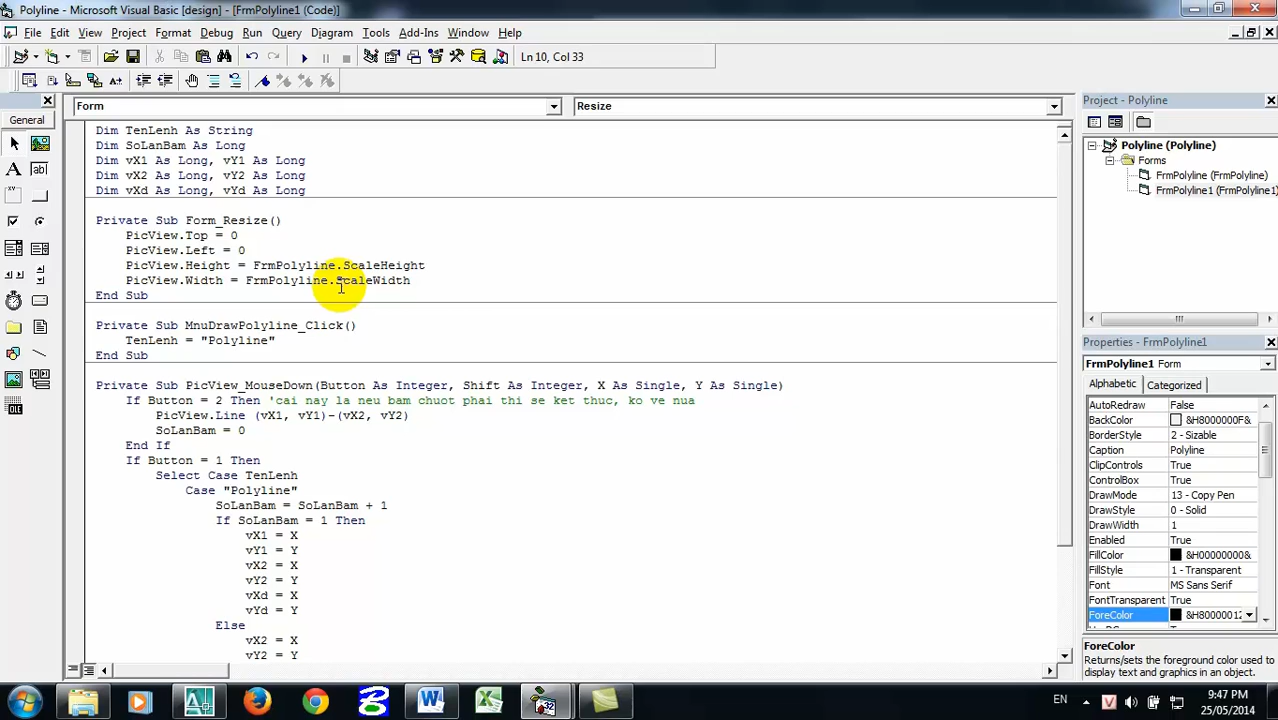 Polyline - Microsoft Visual Basic [design] - [FrmPolyline1 (Code)]
File Edit View Project Format Debug Run Query Diagram Tools Add-Ins Window Help
Ln 10, Col 33
General
Form
Resize
Dim TenLenh As String
Dim SoLanBam As Long
Dim vX1 As Long, vY1 As Long
Dim vX2 As Long, vY2 As Long
Dim vXd As Long, vYd As Long
Private Sub Form_Resize()
PicView.Top = 0
PicView.Left = 0
PicView.Height = FrmPolyline.ScaleHeight
PicView.Width = FrmPolyline.ScaleWidth
End Sub
Private Sub MnuDrawPolyline_Click()
TenLenh = "Polyline"
End Sub
Private Sub PicView_MouseDown(Button As Integer, Shift As Integer, X As Single, Y As Single)
If Button = 2 Then 'cai nay la neu bam chuot phai thi se ket thuc, ko ve nua
PicView.Line (vX1, vY1)-(vX2, vY2)
SoLanBam = 0
End If
If Button = 1 Then
Select Case TenLenh
Case "Polyline"
SoLanBam = SoLanBam + 1
If SoLanBam = 1 Then
vX1 = X
vY1 = Y
vX2 = X
vY2 = Y
vXd = X
vYd = Y
Else
vX2 = X
vY2 = Y
Project - Polyline
Polyline (Polyline)
Forms
FrmPolyline (FrmPolyline)
FrmPolyline1 (FrmPolyline1)
Properties - FrmPolyline1
FrmPolyline1 Form
Alphabetic Categorized
AutoRedraw False
BackColor &H8000000F&
BorderStyle 2 - Sizable
Caption Polyline
ClipControls True
ControlBox True
DrawMode 13 - Copy Pen
DrawStyle 0 - Solid
DrawWidth 1
Enabled True
FillColor &H00000000&
FillStyle 1 - Transparent
Font MS Sans Serif
FontTransparent True
ForeColor &H80000012
ForeColor
Returns/sets the foreground color used to
display text and graphics in an object.
EN
9:47 PM
25/05/2014